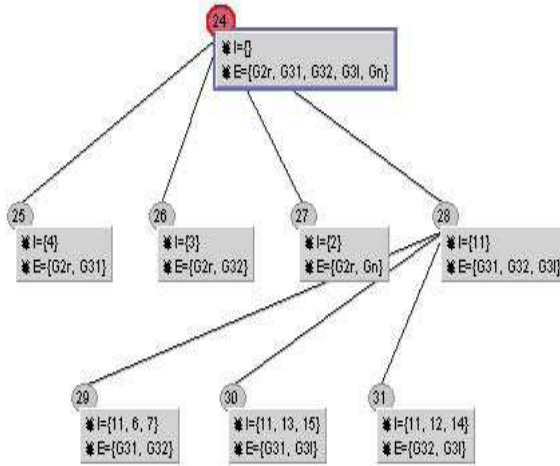 24
I={}
E={G2r, G31, G32, G3l, Gn}
25
I={4}
E={G2r, G31}
26
I={3}
E={G2r, G32}
27
I={2}
E={G2r, Gn}
28
I={11}
E={G31, G32, G3l}
29
I={11, 6, 7}
E={G31, G32}
30
I={11, 13, 15}
E={G31, G3l}
31
I={11, 12, 14}
E={G32, G3l}